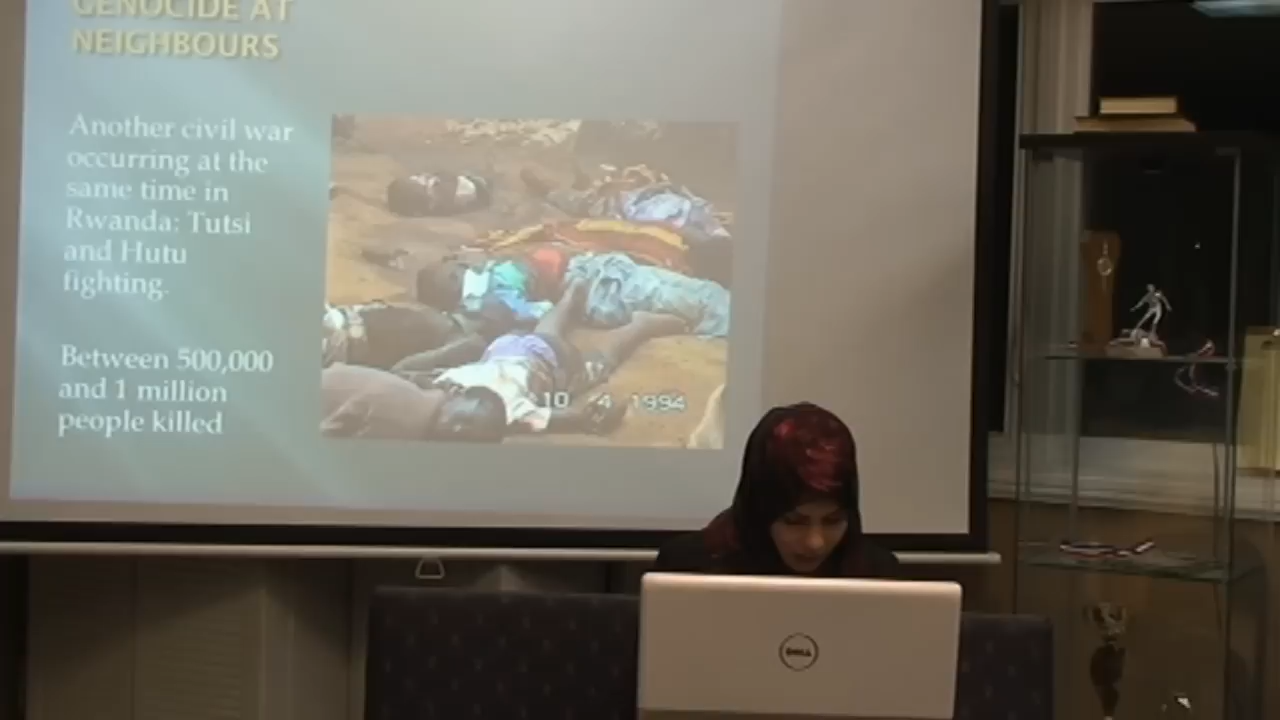 GENOCIDE AT
NEIGHBOURS
Another civil war
occurring at the
same time in
Rwanda: Tutsi
and Hutu
fighting.
Between 500,000
and 1 million
people killed
10 4 1994
DELL